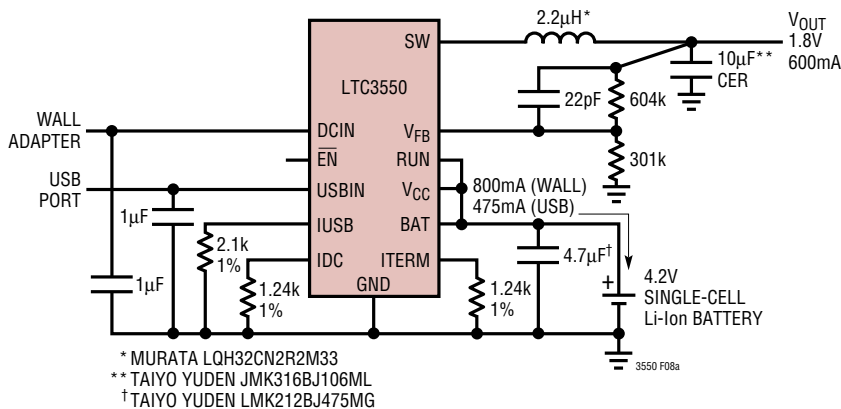 2.2µH*
VOUT
1.8V
600mA
SW
10µF**
CER
LTC3550
22pF
604k
WALL
ADAPTER
DCIN
VFB
301k
EN
RUN
USB
PORT
USBIN
VCC
800mA (WALL)
475mA (USB)
1µF
IUSB
BAT
2.1k
1%
4.7µF†
IDC
ITERM
GND
1µF
1.24k
1%
1.24k
1%
+
4.2V
SINGLE-CELL
Li-Ion BATTERY
3550 F08a
* MURATA LQH32CN2R2M33
** TAIYO YUDEN JMK316BJ106ML
† TAIYO YUDEN LMK212BJ475MG